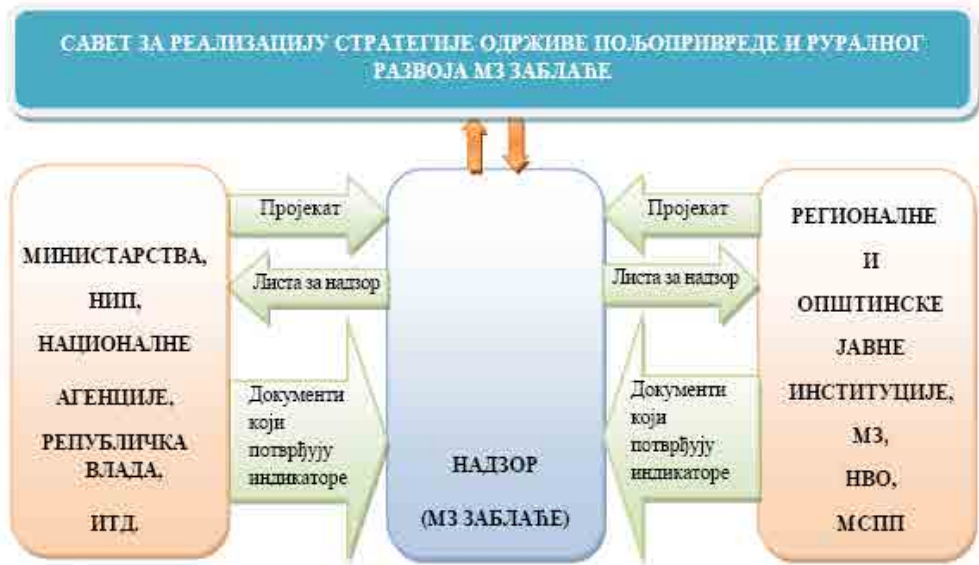 САВЕТ ЗА РЕАЛИЗАЦИЈУ СТРАТЕГИЈЕ ОДРЖИВЕ ПОЉОПРИВРЕДЕ И РУРАЛНОГ
РАЗВОЈА МЗ ЗАБЛАЋЕ
МИНИСТАРСТВА,
НИП,
НАЦИОНАЛНЕ
АГЕНЦИЈЕ,
РЕПУБЛИЧКА
ВЛАДА,
ИТД.
Пројекат
Листа за надзор
Документи
који
потврђују
индикаторе
НАДЗОР
(МЗ ЗАБЛАЋЕ)
Пројекат
Листа за надзор
Документи
који
потврђују
индикаторе
РЕГИОНАЛНЕ
И
ОПШТИНСКЕ
ЈАВНЕ
ИНСТИТУЦИЈЕ,
МЗ,
НВО,
МСПП